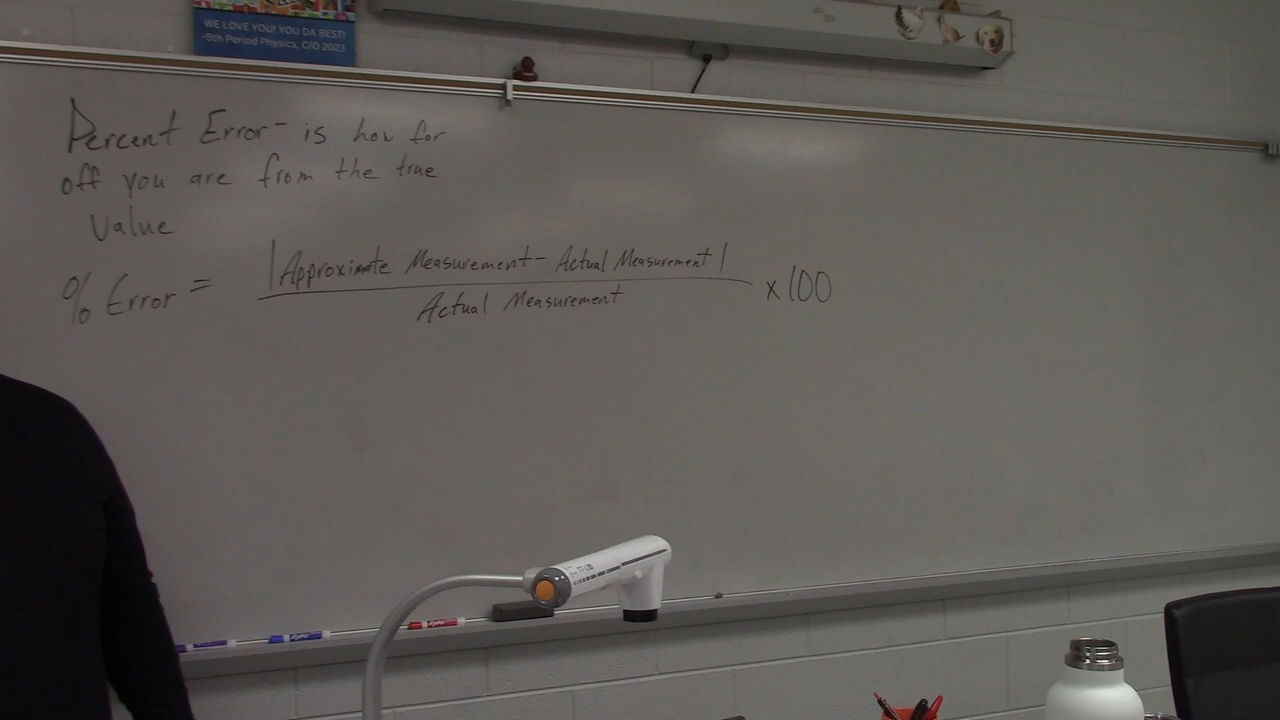 WE LOVE YOU! YOU DA BEST!
-5th Period Physics, C/O 2023
Percent Error - is how far
off you are from the true
Value
% Error = |Approximate Measurement - Actual Measurement| x 100
Actual Measurement
EXPO